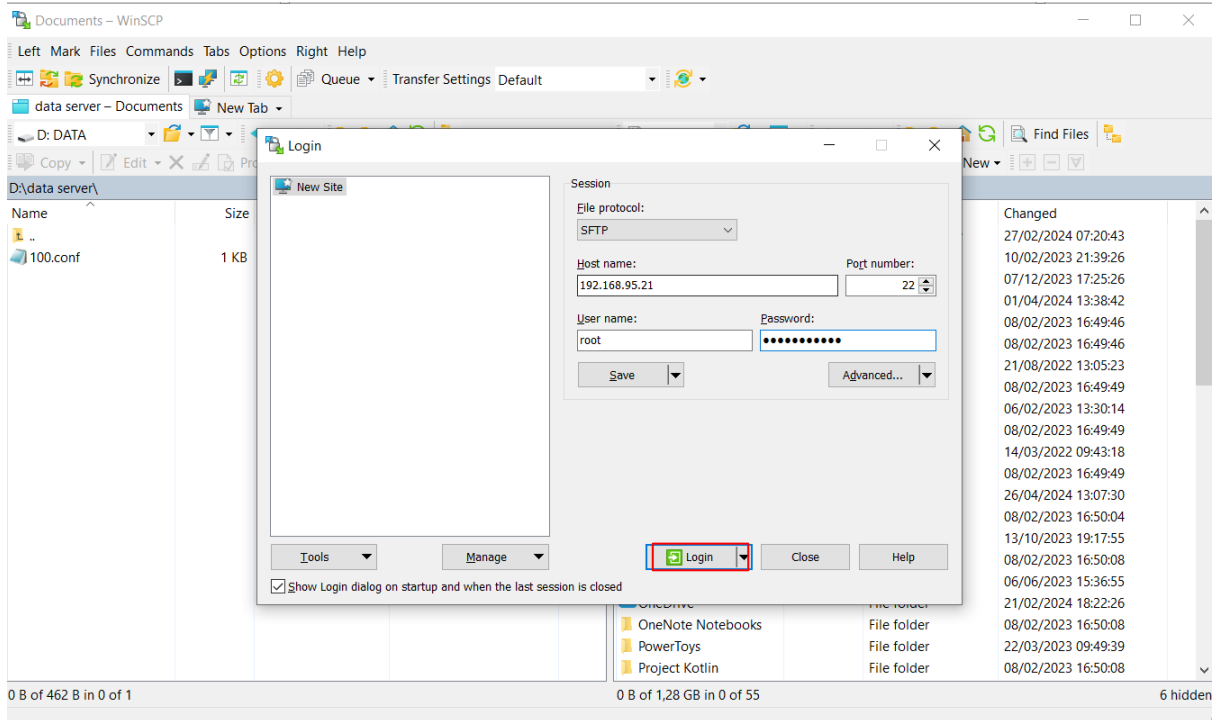 Documents – WinSCP
Left Mark Files Commands Tabs Options Right Help
Synchronize Queue Transfer Settings Default
data server – Documents New Tab
D: DATA Find Files
Copy Edit New
D:\data server\
Name Size Changed
..
100.conf 1 KB
Login
New Site
Session
File protocol:
SFTP
Host name: Port number:
192.168.95.21 22
User name: Password:
root •••••••••••
Save Advanced...
Tools Manage Login Close Help
Show Login dialog on startup and when the last session is closed
27/02/2024 07:20:43
10/02/2023 21:39:26
07/12/2023 17:25:26
01/04/2024 13:38:42
08/02/2023 16:49:46
08/02/2023 16:49:46
21/08/2022 13:05:23
08/02/2023 16:49:49
06/02/2023 13:30:14
08/02/2023 16:49:49
14/03/2022 09:43:18
08/02/2023 16:49:49
26/04/2024 13:07:30
08/02/2023 16:50:04
13/10/2023 19:17:55
08/02/2023 16:50:08
06/06/2023 15:36:55
OneDrive File folder 21/02/2024 18:22:26
OneNote Notebooks File folder 08/02/2023 16:50:08
PowerToys File folder 22/03/2023 09:49:39
Project Kotlin File folder 08/02/2023 16:50:08
0 B of 462 B in 0 of 1 0 B of 1,28 GB in 0 of 55 6 hidden